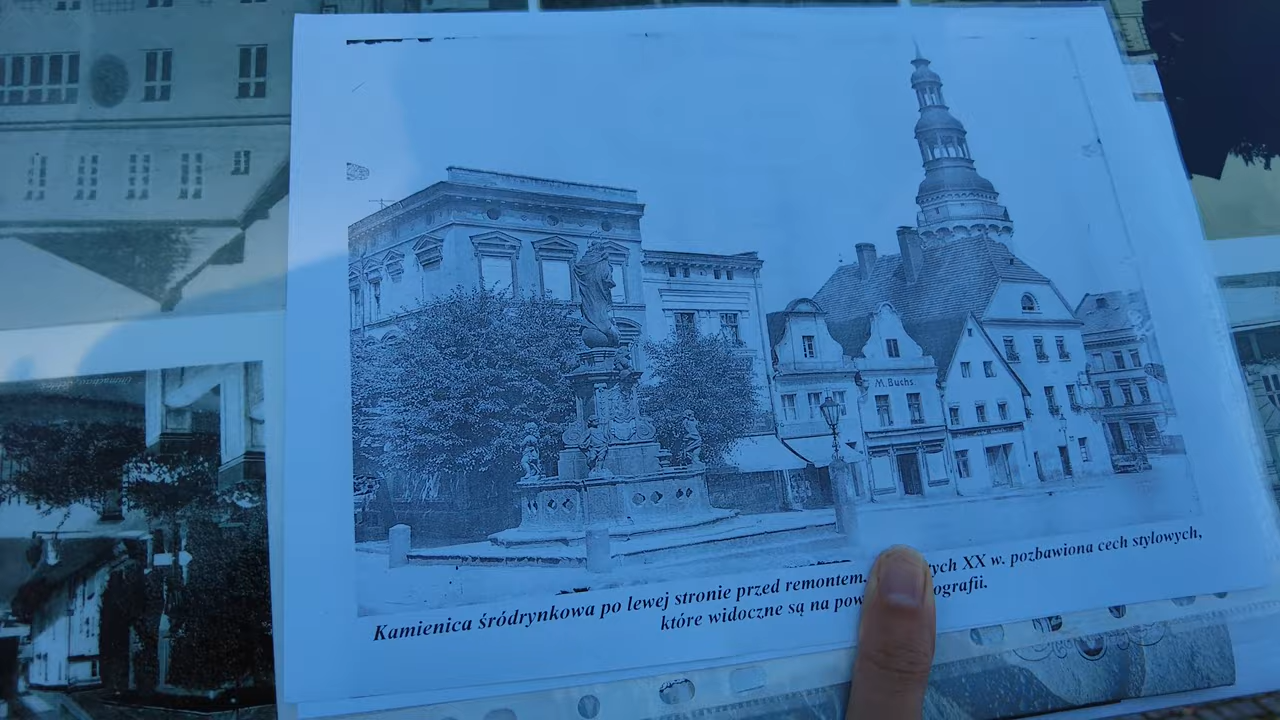 M. Buchs
Kamienica śródrynkowa po lewej stronie przed remontem. tych XX w. pozbawiona cech stylowych,
które widoczne są na pow ografii.